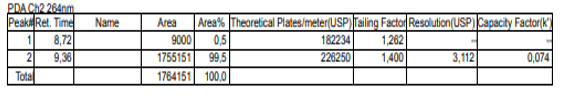 PDA Ch2 264nm
Peak# Ret. Time Name Area Area% Theoretical Plates/meter(USP) Tailing Factor Resolution(USP) Capacity Factor(k')
1 8,72 9000 0,5 182234 1,262 -- --
2 9,36 1755151 99,5 226250 1,400 3,112 0,074
Total 1764151 100,0